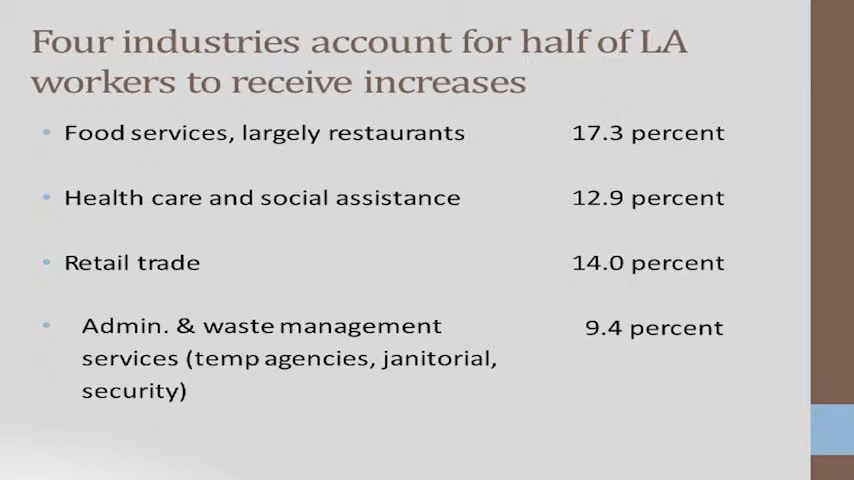 Four industries account for half of LA
workers to receive increases
• Food services, largely restaurants 17.3 percent
• Health care and social assistance 12.9 percent
• Retail trade 14.0 percent
• Admin. & waste management 9.4 percent
services (temp agencies, janitorial,
security)